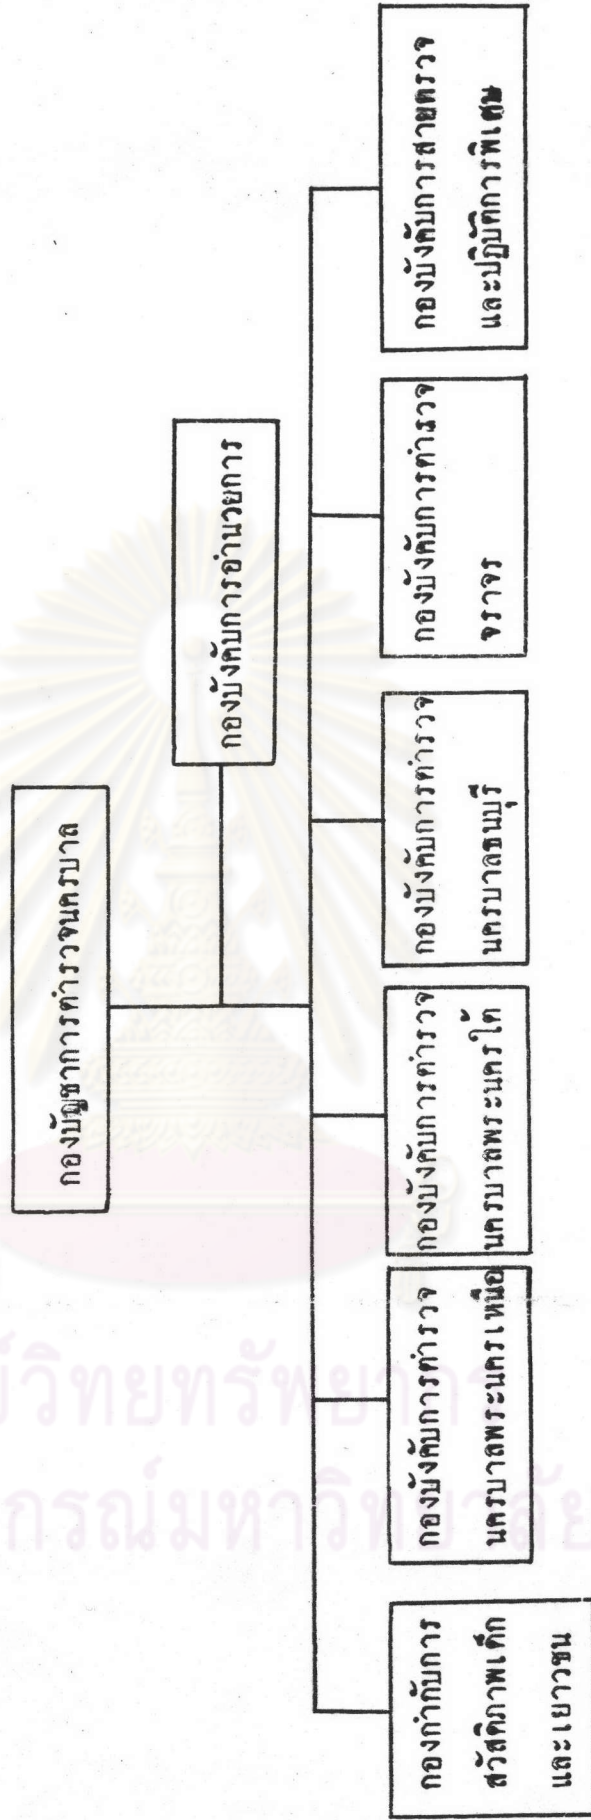 กองบัญชาการตำรวจนครบาล
กองบังคับการอำนวยการ
กองกำกับการ
สวัสดิภาพเด็ก
และเยาวชน
กองบังคับการตำรวจ
นครบาลพระนครเหนือ
กองบังคับการตำรวจ
นครบาลพระนครใต้
กองบังคับการตำรวจ
นครบาลธนบุรี
กองบังคับการตำรวจ
จราจร
กองบังคับการสายตรวจ
และปฏิบัติการพิเศษ